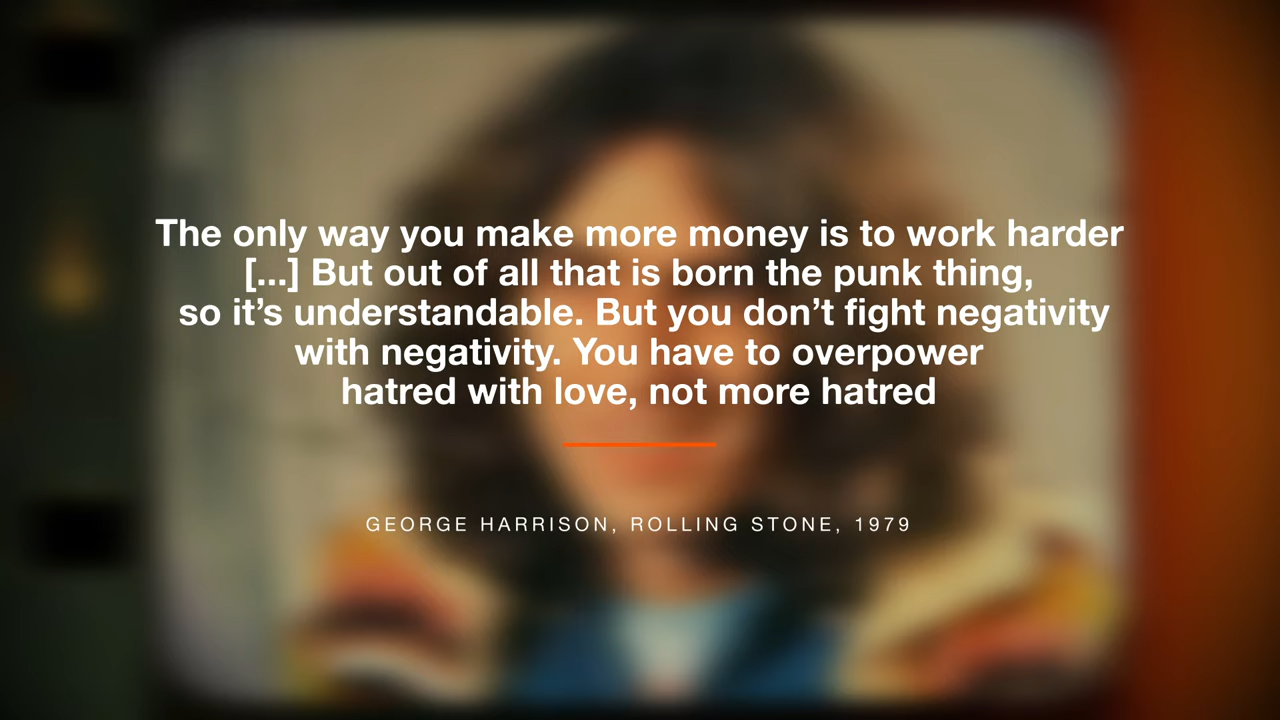 The only way you make more money is to work harder
[...] But out of all that is born the punk thing,
so it’s understandable. But you don’t fight negativity
with negativity. You have to overpower
hatred with love, not more hatred
GEORGE HARRISON, ROLLING STONE, 1979